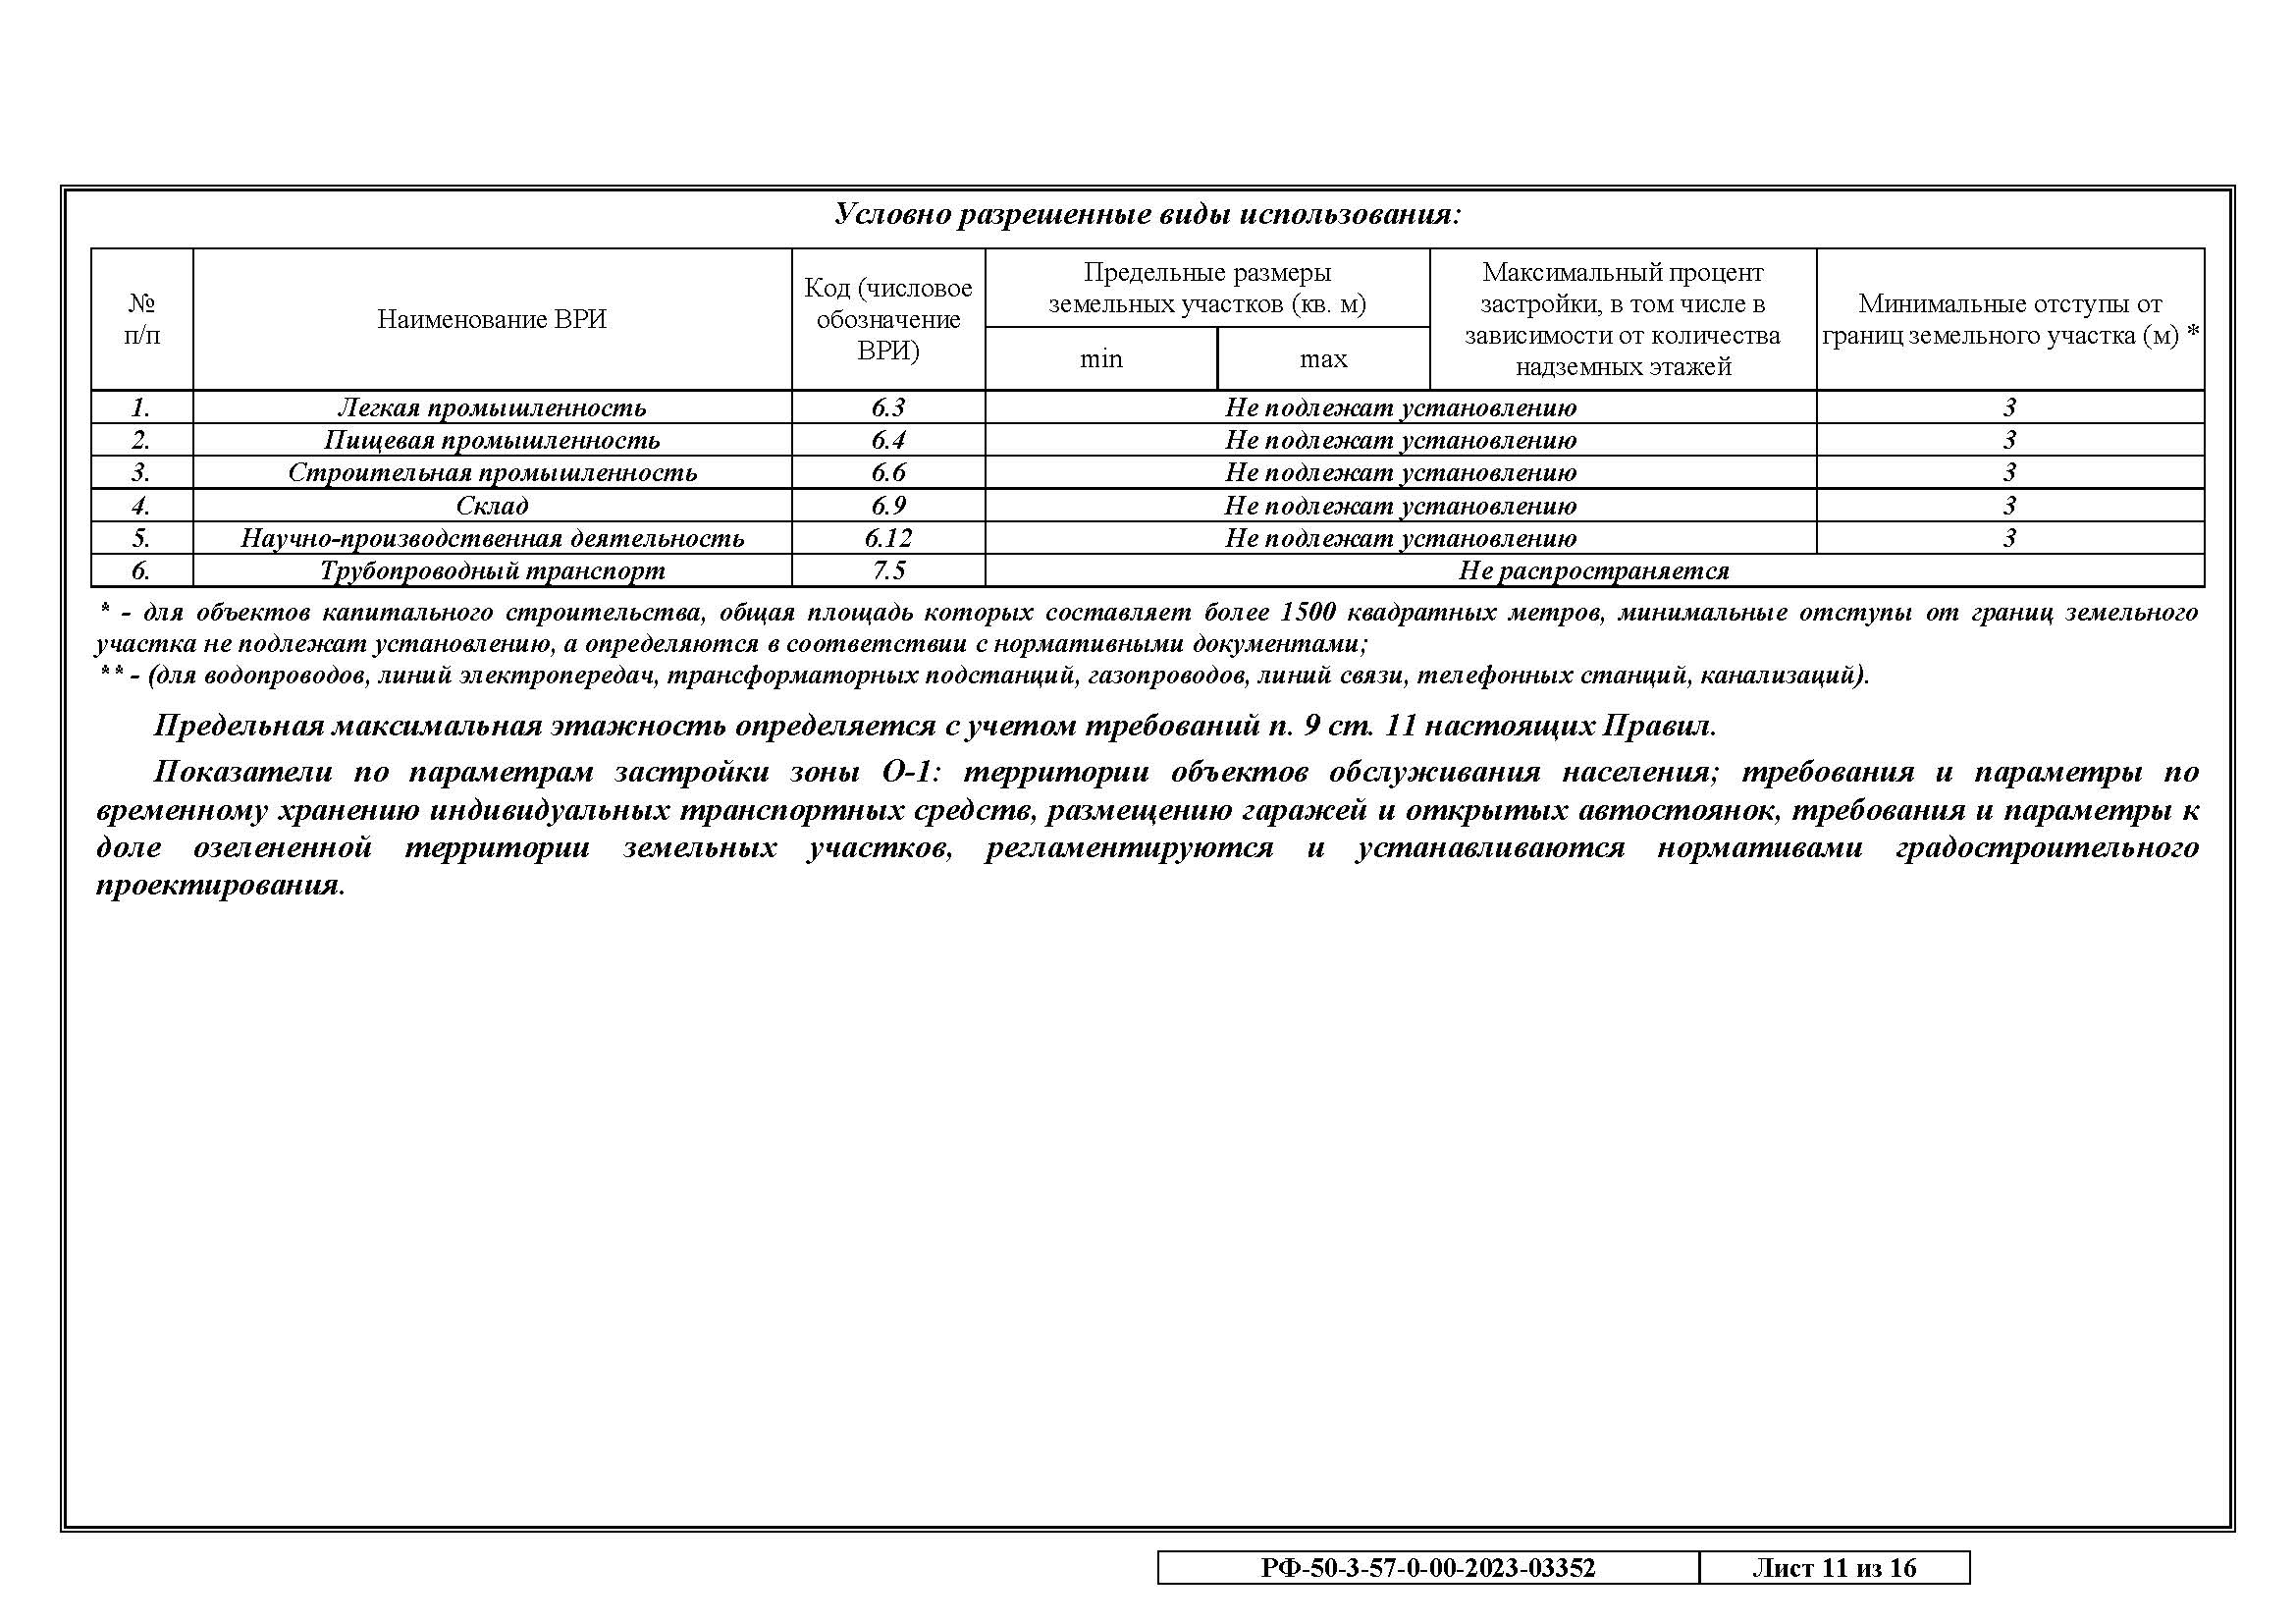 Условно разрешенные виды использования:
№ п/п
Наименование ВРИ
Код (числовое обозначение ВРИ)
Предельные размеры земельных участков (кв. м)
min
max
Максимальный процент застройки, в том числе в зависимости от количества надземных этажей
Минимальные отступы от границ земельного участка (м) *
1. Легкая промышленность 6.3 Не подлежат установлению 3
2. Пищевая промышленность 6.4 Не подлежат установлению 3
3. Строительная промышленность 6.6 Не подлежат установлению 3
4. Склад 6.9 Не подлежат установлению 3
5. Научно-производственная деятельность 6.12 Не подлежат установлению 3
6. Трубопроводный транспорт 7.5 Не распространяется
* - для объектов капитального строительства, общая площадь которых составляет более 1500 квадратных метров, минимальные отступы от границ земельного
участка не подлежат установлению, а определяются в соответствии с нормативными документами;
** - (для водопроводов, линий электропередач, трансформаторных подстанций, газопроводов, линий связи, телефонных станций, канализаций).
Предельная максимальная этажность определяется с учетом требований п. 9 ст. 11 настоящих Правил.
Показатели по параметрам застройки зоны О-1: территории объектов обслуживания населения; требования и параметры по
временному хранению индивидуальных транспортных средств, размещению гаражей и открытых автостоянок, требования и параметры к
доле озелененной территории земельных участков, регламентируются и устанавливаются нормативами градостроительного
проектирования.
РФ-50-3-57-0-00-2023-03352
Лист 11 из 16